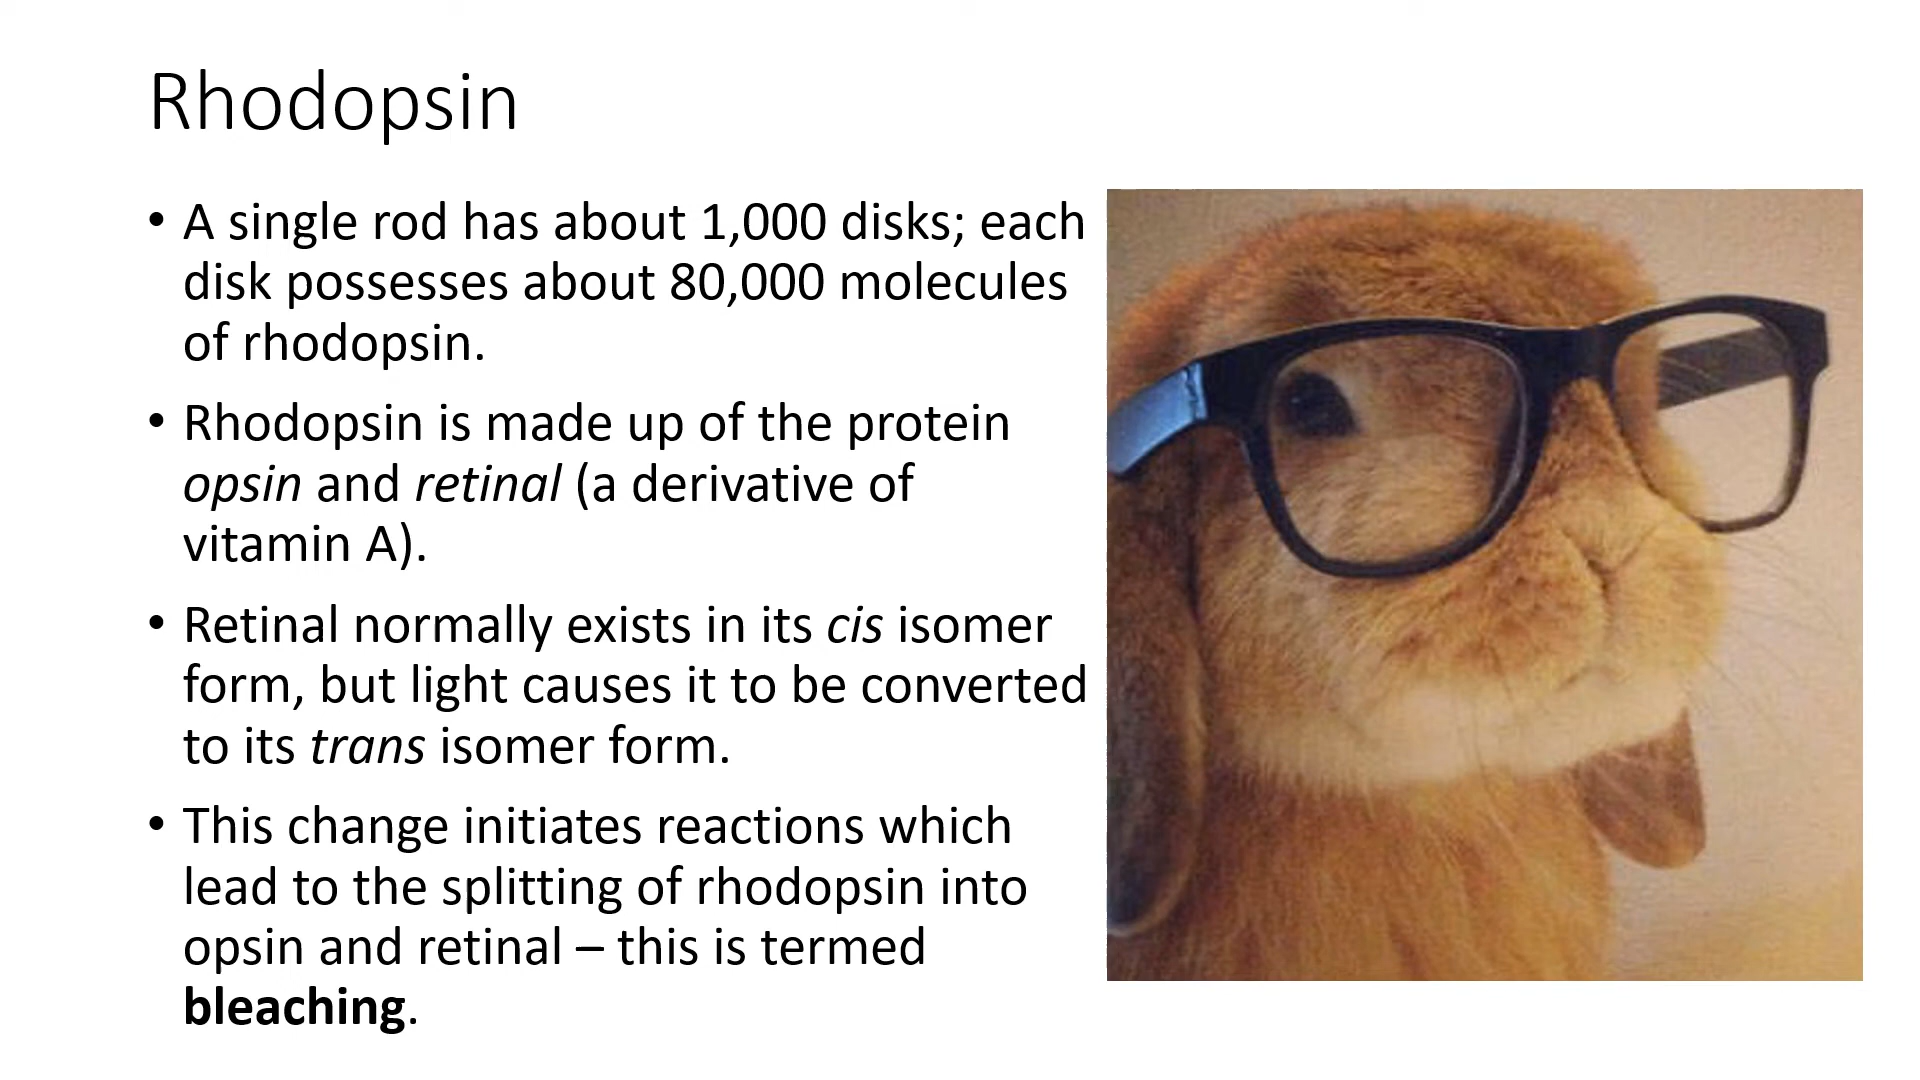 Rhodopsin
• A single rod has about 1,000 disks; each
disk possesses about 80,000 molecules
of rhodopsin.
• Rhodopsin is made up of the protein
opsin and retinal (a derivative of
vitamin A).
• Retinal normally exists in its cis isomer
form, but light causes it to be converted
to its trans isomer form.
• This change initiates reactions which
lead to the splitting of rhodopsin into
opsin and retinal – this is termed
bleaching.